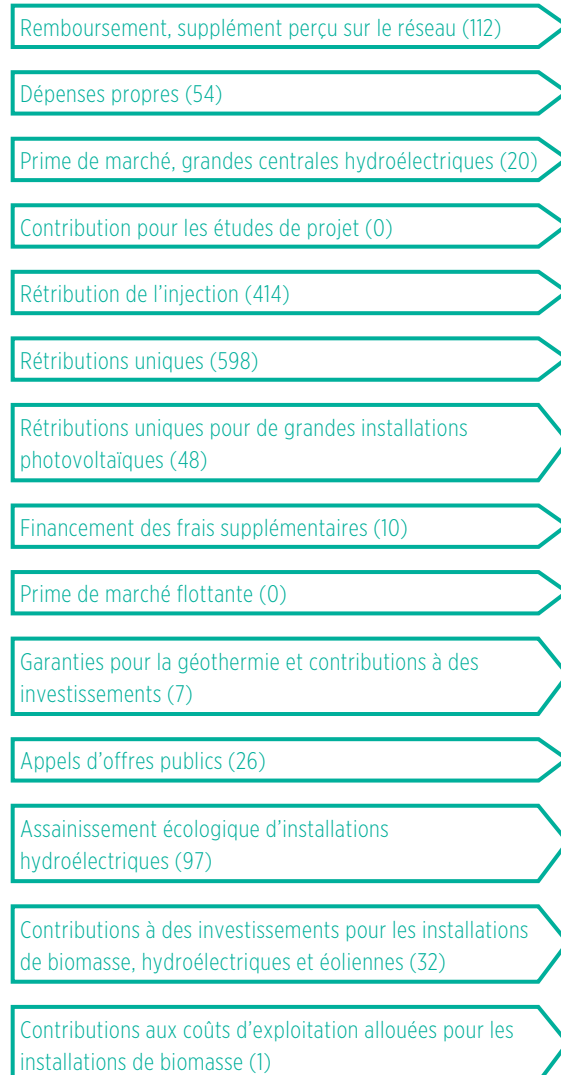 Remboursement, supplément perçu sur le réseau (112)
Dépenses propres (54)
Prime de marché, grandes centrales hydroélectriques (20)
Contribution pour les études de projet (0)
Rétribution de l’injection (414)
Rétributions uniques (598)
Rétributions uniques pour de grandes installations
photovoltaïques (48)
Financement des frais supplémentaires (10)
Prime de marché flottante (0)
Garanties pour la géothermie et contributions à des
investissements (7)
Appels d’offres publics (26)
Assainissement écologique d’installations
hydroélectriques (97)
Contributions à des investissements pour les installations
de biomasse, hydroélectriques et éoliennes (32)
Contributions aux coûts d'exploitation allouées pour les
installations de biomasse (1)